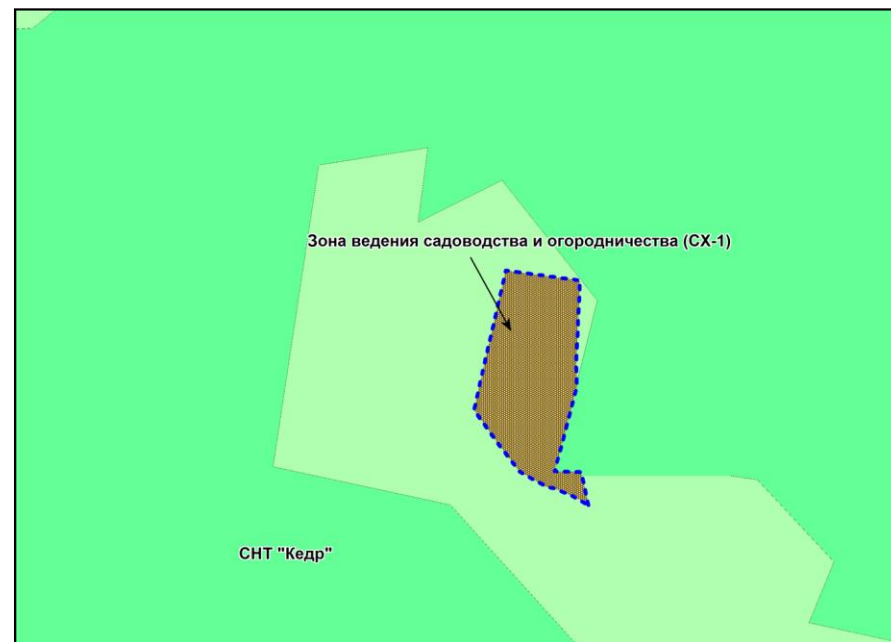 Зона ведения садоводства и огородничества (СХ-1)
СНТ "Кедр"